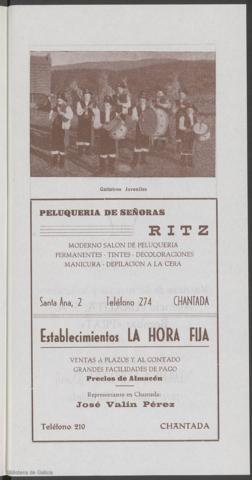 Gaiteiros Juveniles
PELUQUERIA DE SEÑORAS
RITZ
MODERNO SALON DE PELUQUERIA
PERMANENTES - TINTES - DECOLORACIONES
MANICURA - DEPILACION A LA CERA
Santa Ana, 2 Teléfono 274 CHANTADA
Establecimientos LA HORA FIJA
VENTAS A PLAZOS Y AL CONTADO
GRANDES FACILIDADES DE PAGO
Precios de Almacén
Representante en Chantada:
José Valín Pérez
Teléfono 210 CHANTADA
Biblioteca de Galicia